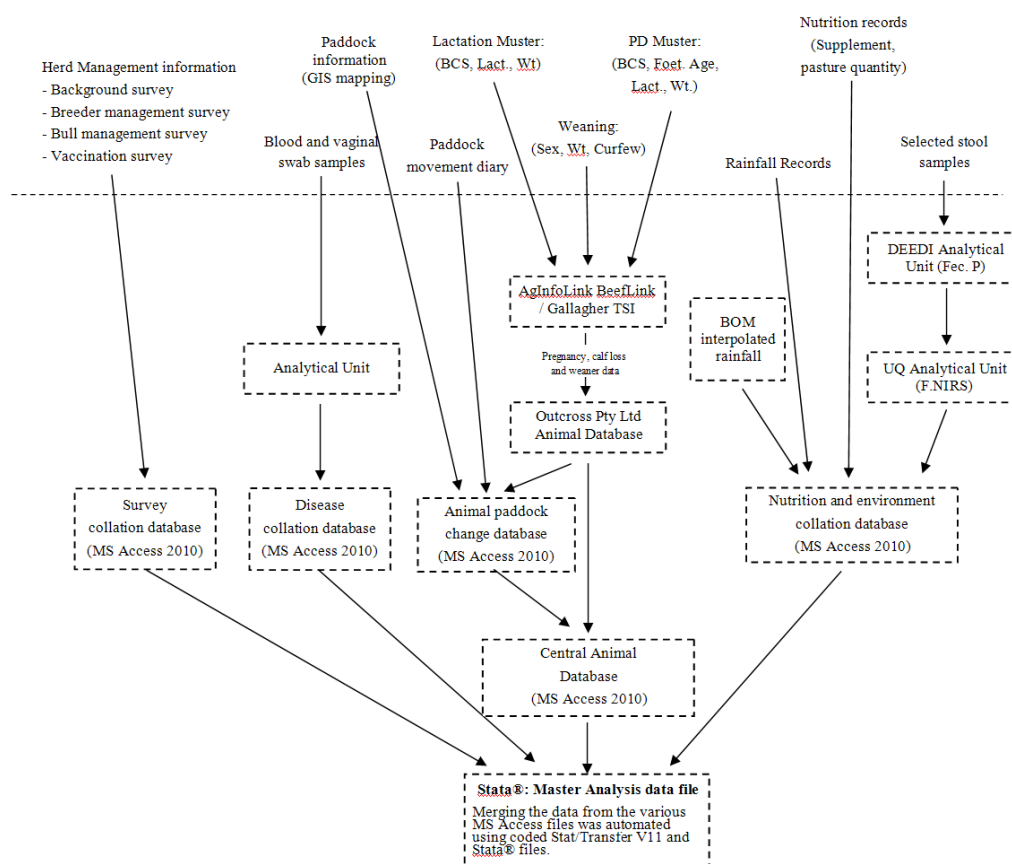 Nutrition records
(Supplement,
pasture quantity)
Paddock
information
(GIS mapping)
Lactation Muster:
(BCS, Lact., Wt)
PD Muster:
(BCS, Foet. Age,
Lact., Wt.)
Herd Management information
- Background survey
- Breeder management survey
- Bull management survey
- Vaccination survey
Blood and vaginal
swab samples
Paddock
movement diary
Weaning:
(Sex, Wt, Curfew)
Rainfall Records
Selected stool
samples
DEEDI Analytical
Unit (Fec. P)
AgInfoLink BeefLink
/ Gallagher TSI
BOM
interpolated
rainfall
Analytical Unit
Pregnancy, calf loss
and weaner data
UQ Analytical Unit
(F.NIRS)
Outcross Pty Ltd
Animal Database
Survey
collation database
(MS Access 2010)
Disease
collation database
(MS Access 2010)
Animal paddock
change database
(MS Access 2010)
Nutrition and environment
collation database
(MS Access 2010)
Central Animal
Database
(MS Access 2010)
Stata®: Master Analysis data file
Merging the data from the various
MS Access files was automated
using coded Stat/Transfer V11 and
Stata® files.